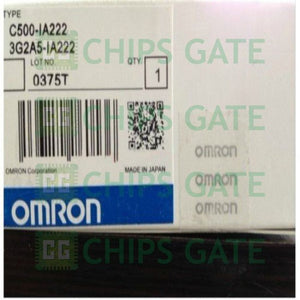 CHIPS GATE
TYPE
C500-IA222
3G2A5-IA222
LOT NO
QTY
0375T
1
OMRON Corporation
MADE IN JAPAN
CHIPS GATE
OMRON
OMRON
OMRON
OMRON
CHIPS GATE